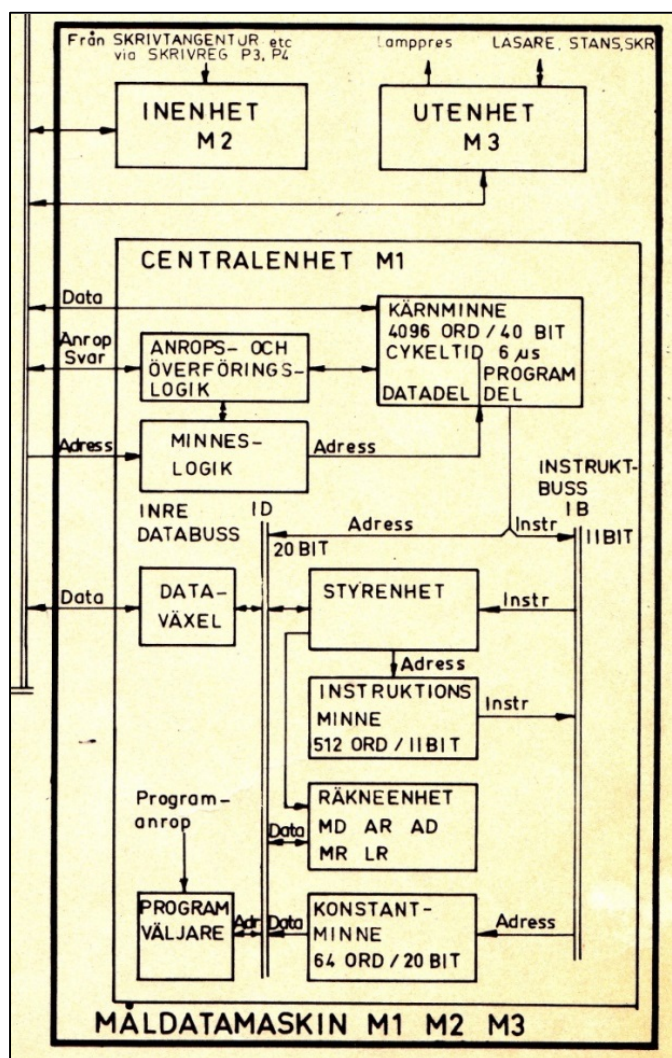 Från SKRIVTANGENTUR etc
via SKRIVREG P3, P4
Lamppres
LASARE, STANS, SKR
INENHET
M2
UTENHET
M3
CENTRALENHET M1
Data
KÄRNMINNE
4096 ORD / 40 BIT
CYKELTID 6 µs
PROGRAM
DATADEL
DEL
Anrop
Svar
ANROPS- OCH
ÖVERFÖRINGS-
LOGIK
Adress
MINNES-
LOGIK
Adress
INSTRUKT-
BUSS
IB
INRE
DATABUSS
ID
Adress
Instr
20 BIT
11 BIT
Data
DATA-
VÄXEL
STYRENHET
Instr
Adress
INSTRUKTIONS
MINNE
512 ORD / 11 BIT
Instr
Program-
anrop
RÄKNEENHET
MD AR AD
MR LR
Data
PROGRAM
VÄLJARE
Adr
Data
KONSTANT-
MINNE
64 ORD / 20 BIT
Adress
MÅLDATAMASKIN M1 M2 M3